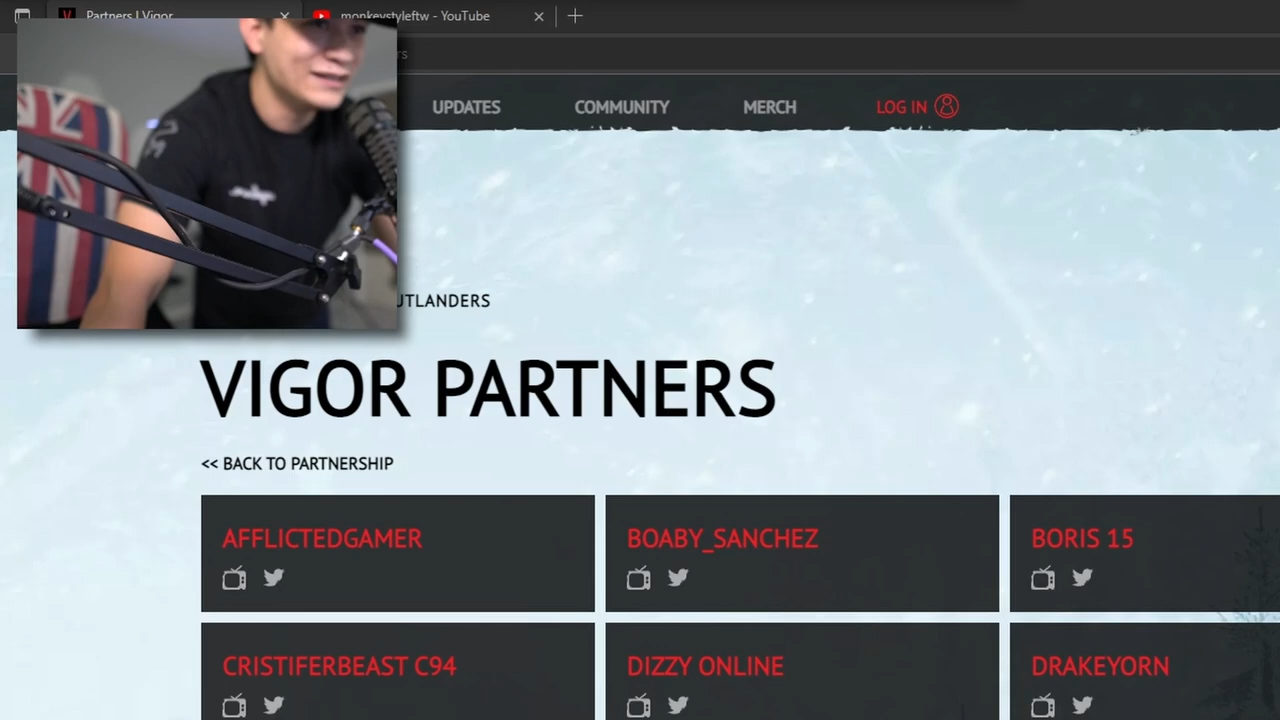 Partners | Vigor
monkeystyleftw - YouTube
rs
UPDATES
COMMUNITY
MERCH
LOG IN
UTLANDERS
VIGOR PARTNERS
<< BACK TO PARTNERSHIP
AFFLICTEDGAMER
BOABY_SANCHEZ
BORIS 15
CRISTIFERBEAST C94
DIZZY ONLINE
DRAKEYORN